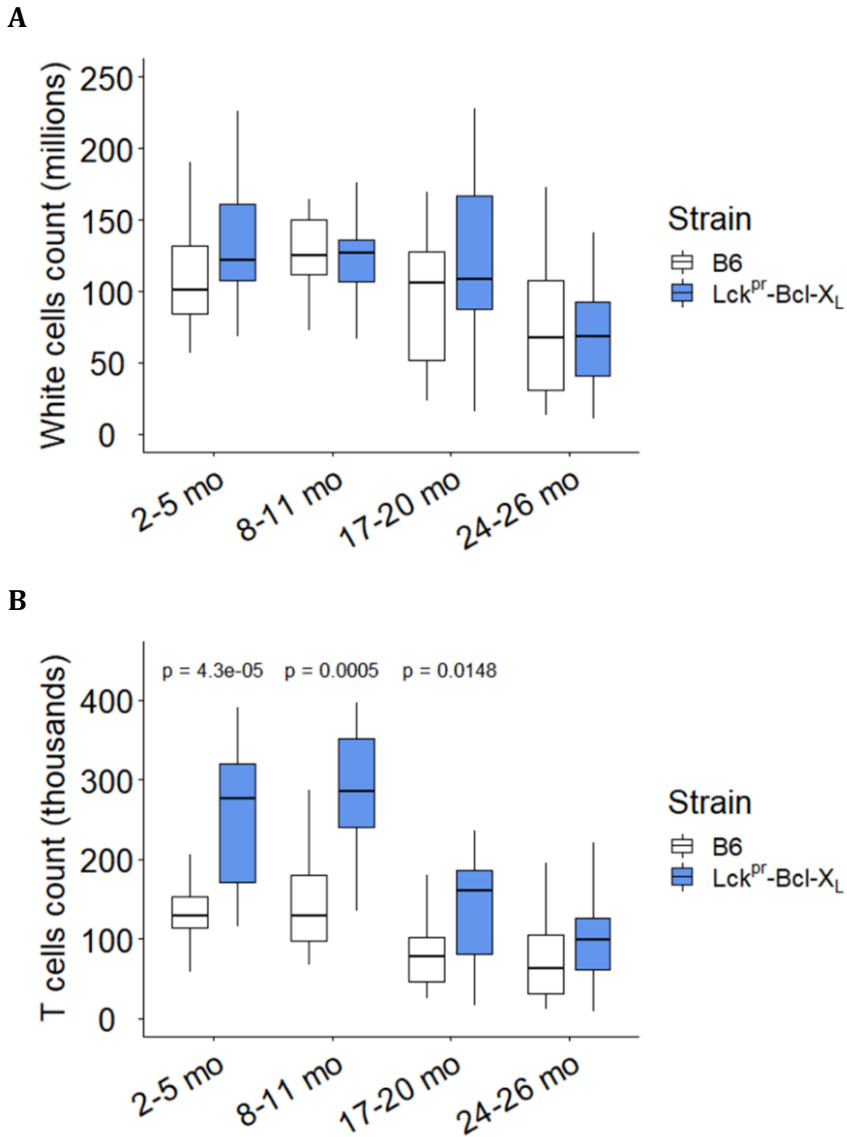 A
White cells count (millions)
250
200
150
100
50
0
2-5 mo
8-11 mo
17-20 mo
24-26 mo
Strain
B6
Lckpr-Bcl-XL
B
T cells count (thousands)
p = 4.3e-05 p = 0.0005 p = 0.0148
400
300
200
100
0
2-5 mo
8-11 mo
17-20 mo
24-26 mo
Strain
B6
Lckpr-Bcl-XL